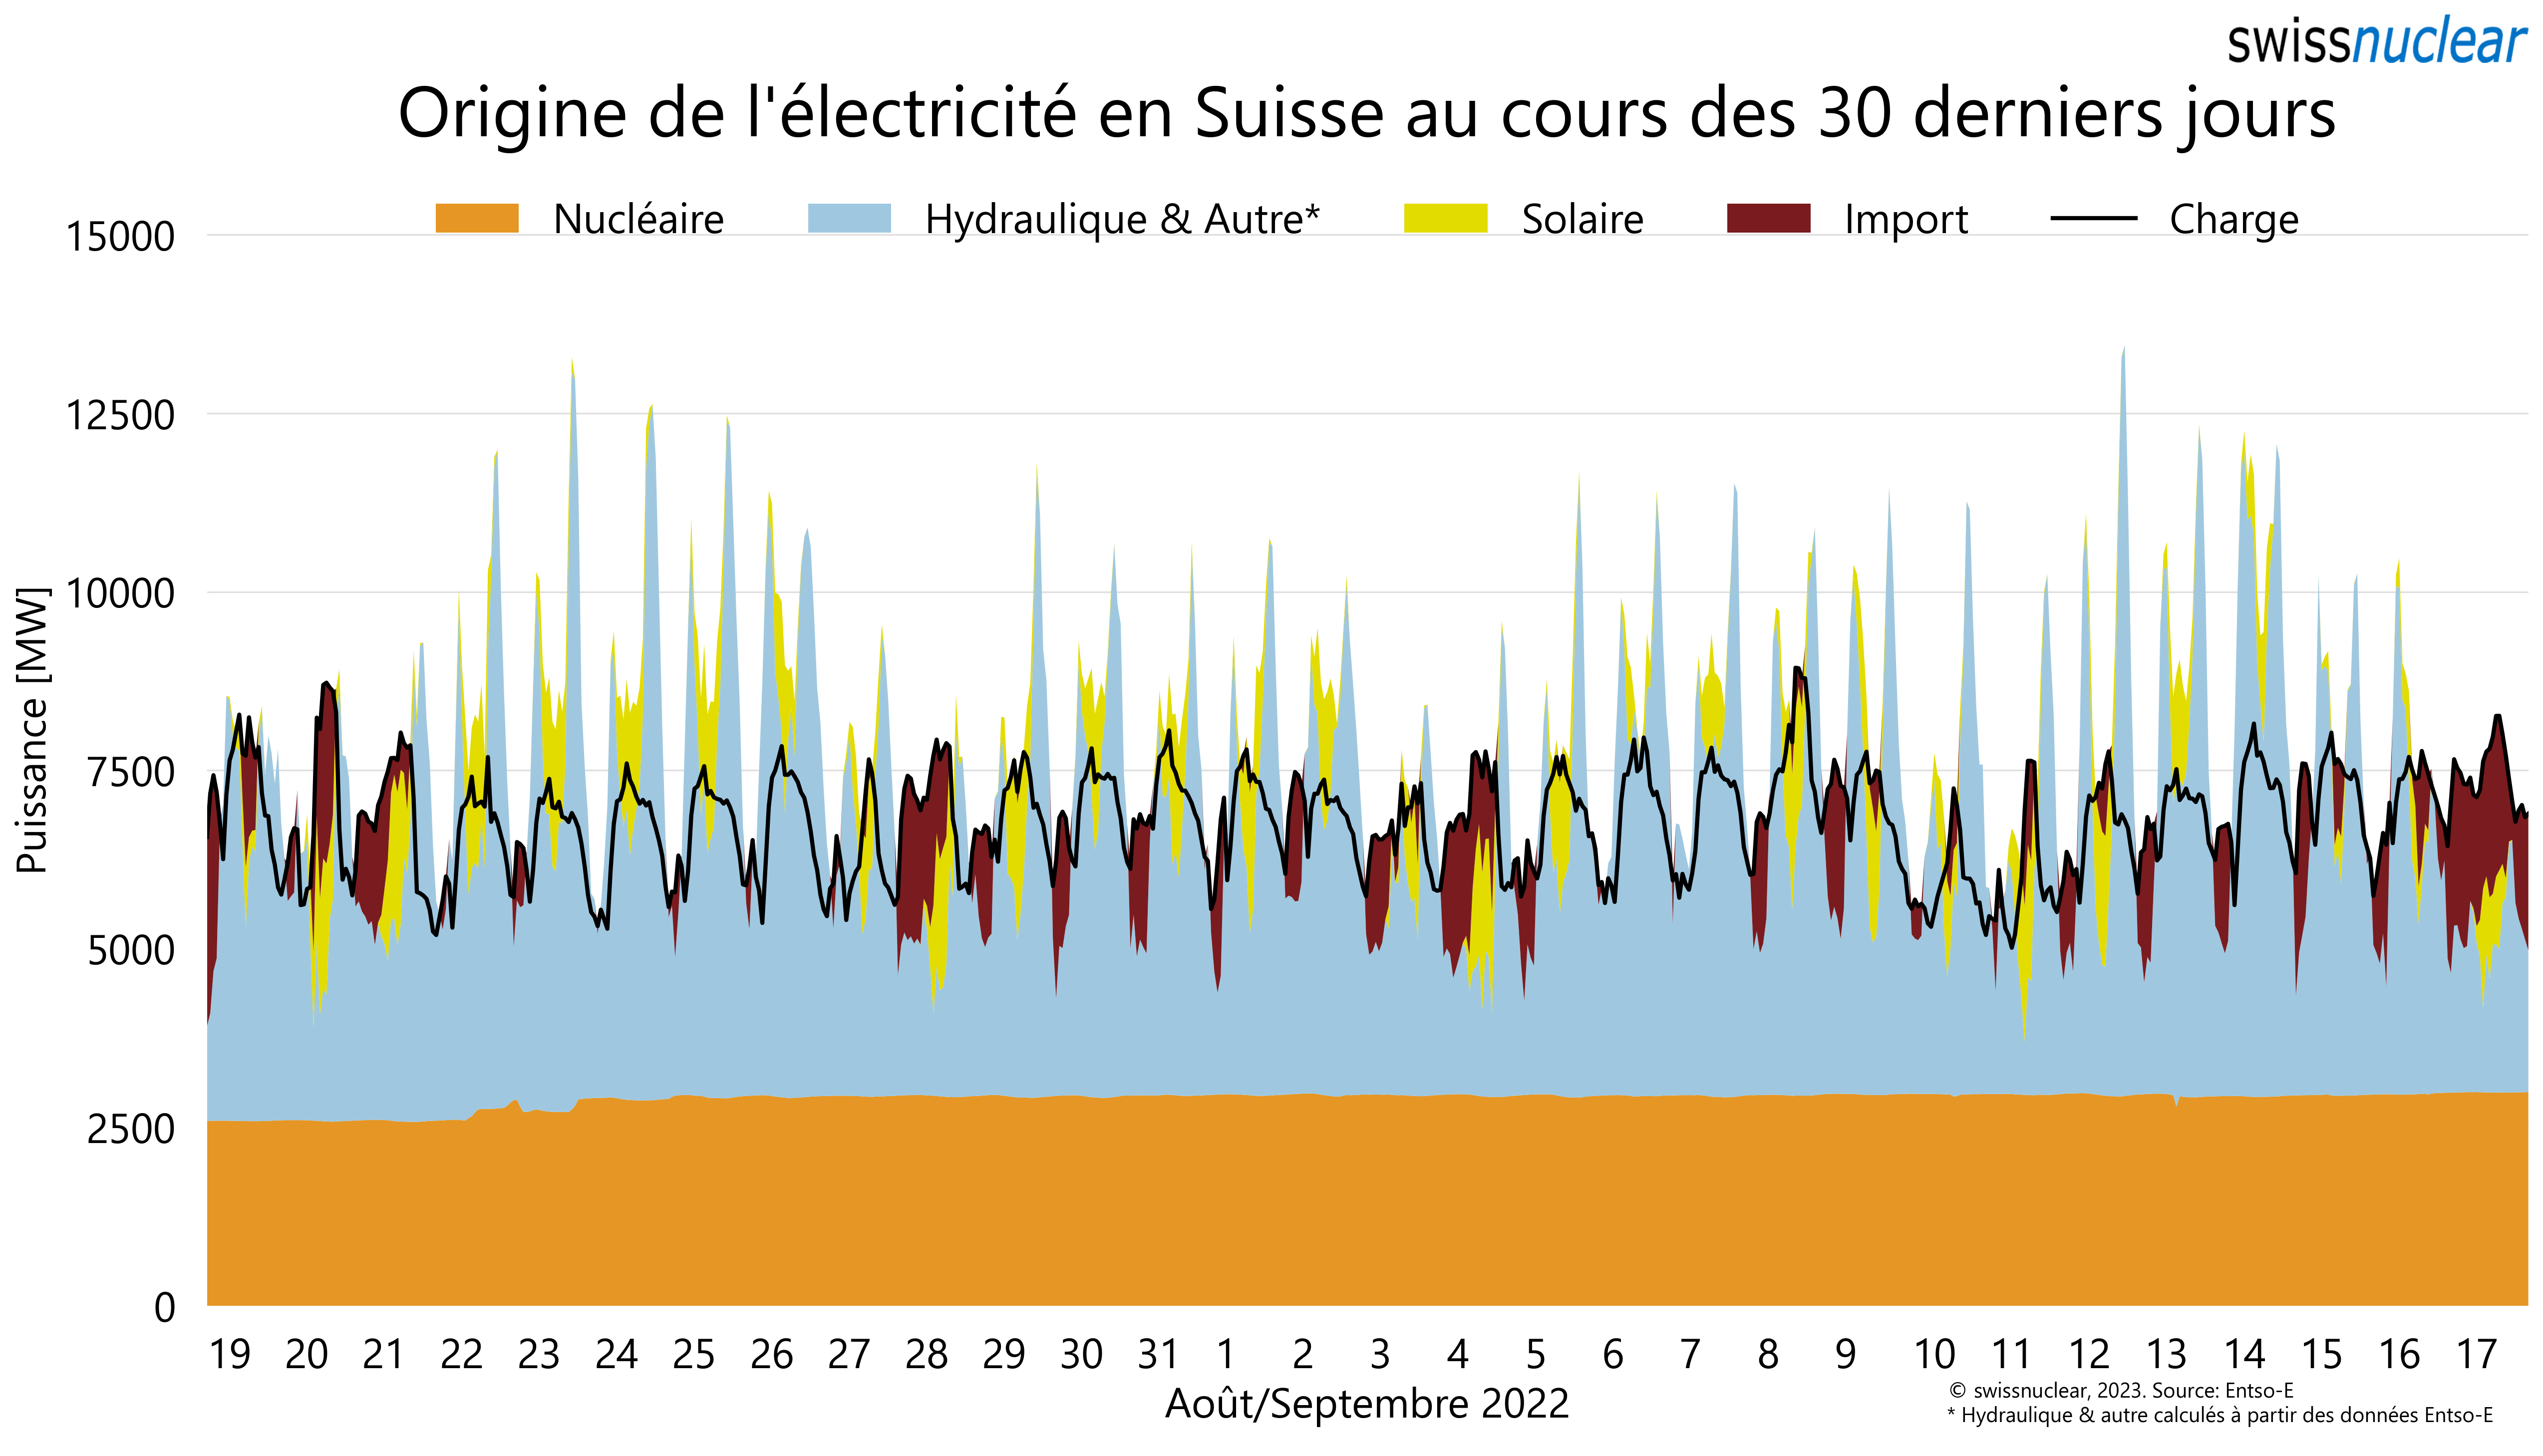 swissnuclear
Origine de l'électricité en Suisse au cours des 30 derniers jours
Nucléaire Hydraulique & Autre* Solaire Import Charge
15000
12500
10000
7500
5000
2500
0
Puissance [MW]
19 20 21 22 23 24 25 26 27 28 29 30 31 1 2 3 4 5 6 7 8 9 10 11 12 13 14 15 16 17
Août/Septembre 2022
© swissnuclear, 2023. Source: Entso-E
* Hydraulique & autre calculés à partir des données Entso-E